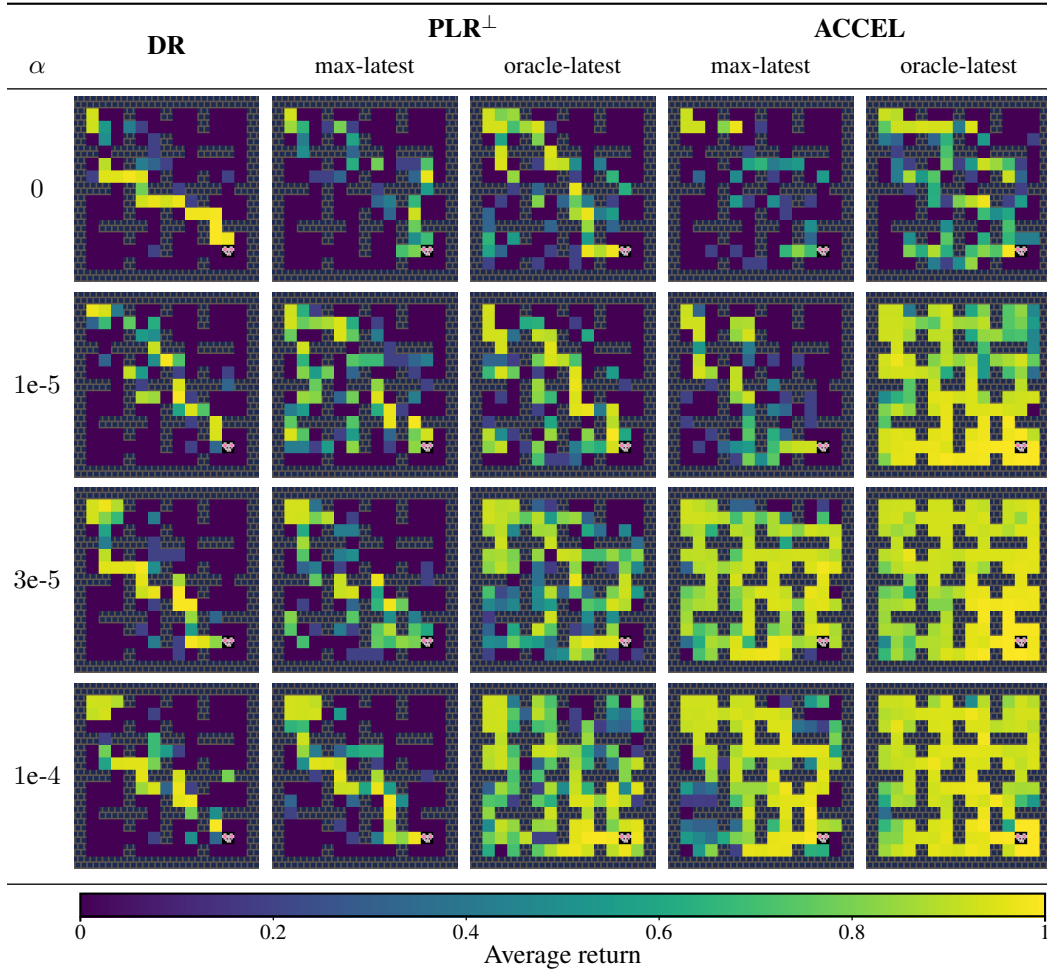 DR PLR⊥ ACCEL
α max-latest oracle-latest max-latest oracle-latest
0
1e-5
3e-5
1e-4
0 0.2 0.4 0.6 0.8 1
Average return